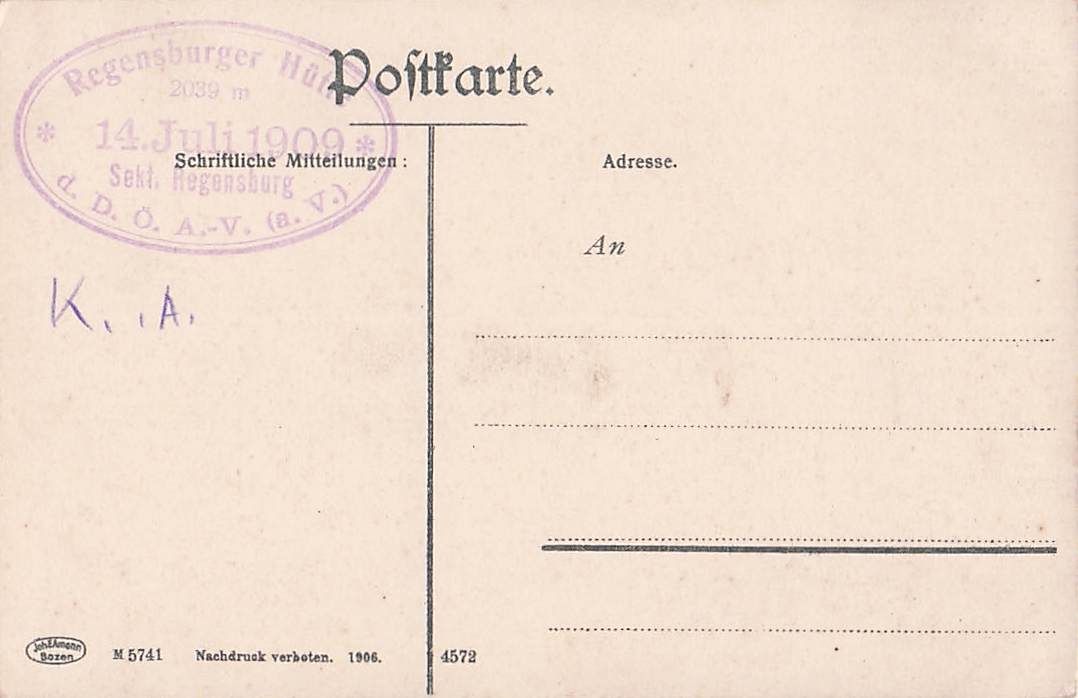 Regensburger Hütte
2039 m
* 14. Juli 1909 *
Sekt. Regensburg
d. D. Ö. A.-V. (a. V.)
Poſtkarte.
Schriftliche Mitteilungen:
Adresse.
An
K. .A.
Joh.F.Amonn
Bozen
M 5741
Nachdruck verboten. 1906.
4572